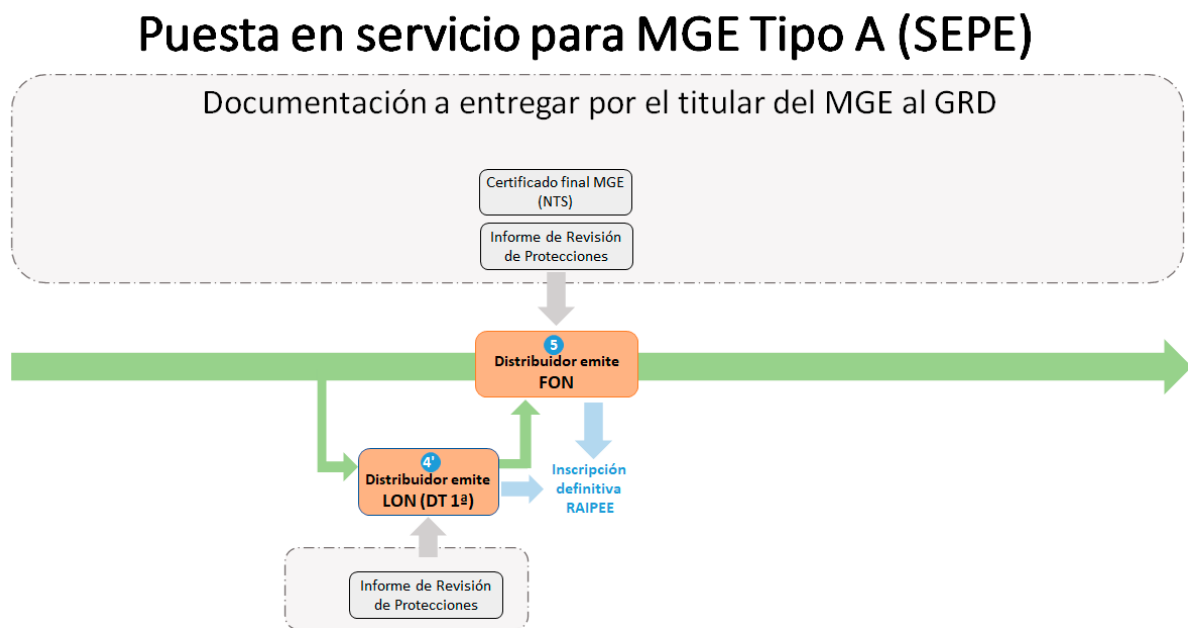 Puesta en servicio para MGE Tipo A (SEPE)
Documentación a entregar por el titular del MGE al GRD
Certificado final MGE
(NTS)
Informe de Revisión
de Protecciones
5
Distribuidor emite
FON
4'
Distribuidor emite
LON (DT 1ª)
Inscripción
definitiva
RAIPEE
Informe de Revisión
de Protecciones